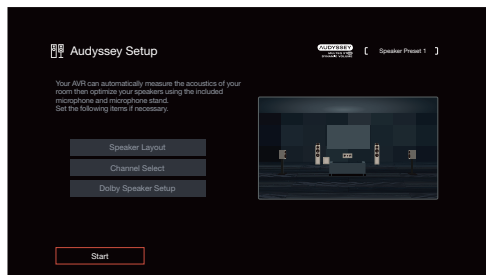 Audyssey Setup
AUDYSSEY
DYNAMIC VOLUME
[ Speaker Preset 1 ]
Your AVR can automatically measure the acoustics of your
room then optimize your speakers using the included
microphone and microphone stand.
Set the following items if necessary.
Speaker Layout
Channel Select
Dolby Speaker Setup
Start